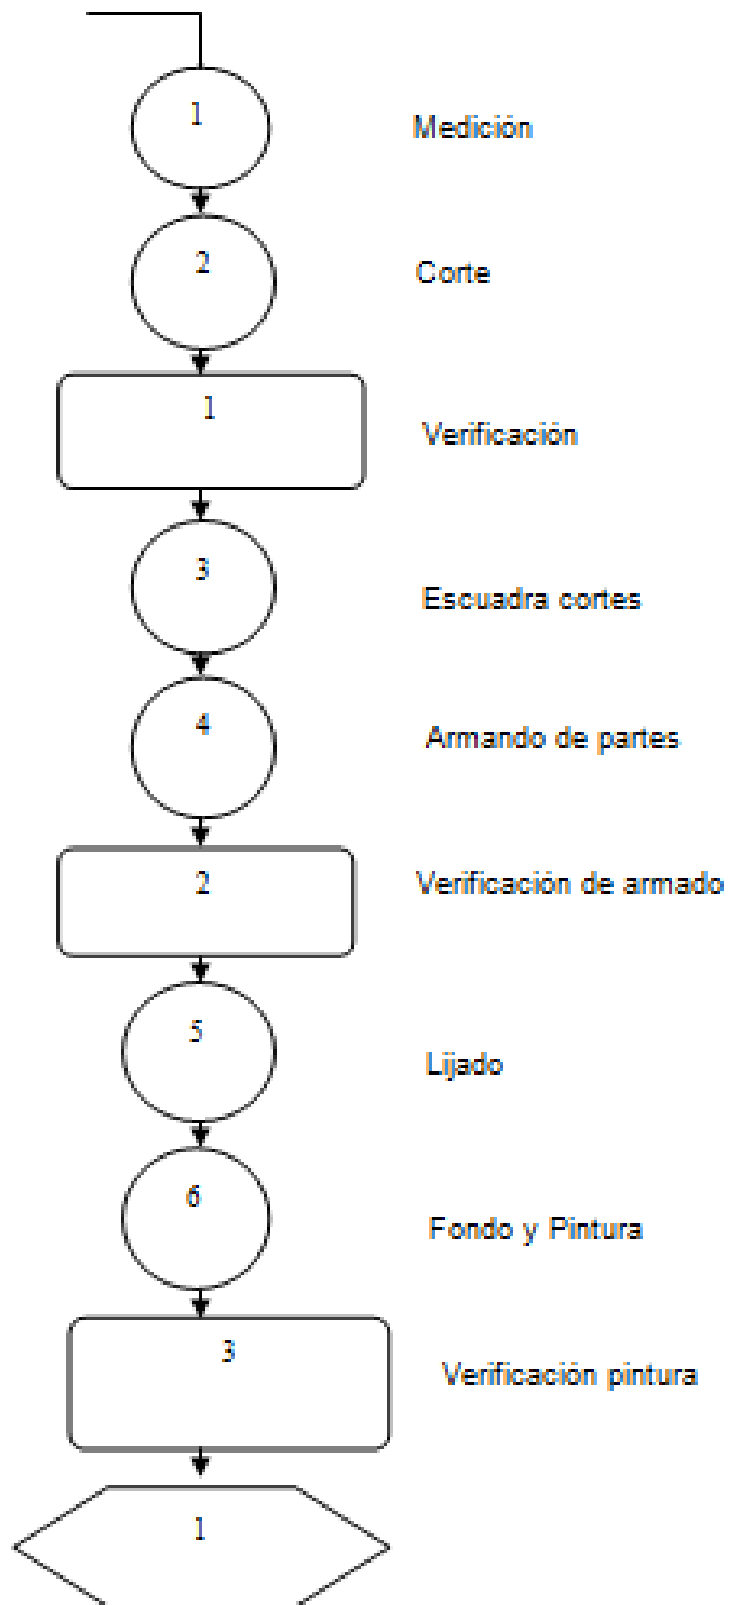 1 Medición
2 Corte
1 Verificación
3 Escuadra cortes
4 Armando de partes
2 Verificación de armado
5 Lijado
6 Fondo y Pintura
3 Verificación pintura
1